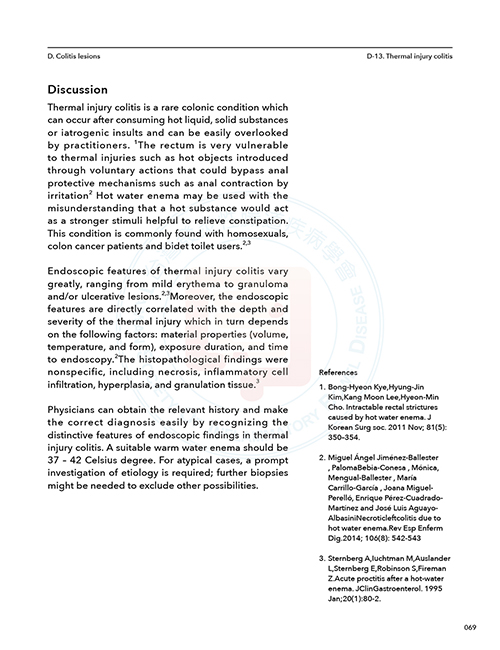 D. Colitis lesions
D-13. Thermal injury colitis
Discussion
Thermal injury colitis is a rare colonic condition which
can occur after consuming hot liquid, solid substances
or iatrogenic insults and can be easily overlooked
by practitioners. ¹The rectum is very vulnerable
to thermal injuries such as hot objects introduced
through voluntary actions that could bypass anal
protective mechanisms such as anal contraction by
irritation² Hot water enema may be used with the
misunderstanding that a hot substance would act
as a stronger stimuli helpful to relieve constipation.
This condition is commonly found with homosexuals,
colon cancer patients and bidet toilet users.²,³
Endoscopic features of thermal injury colitis vary
greatly, ranging from mild erythema to granuloma
and/or ulcerative lesions.²,³Moreover, the endoscopic
features are directly correlated with the depth and
severity of the thermal injury which in turn depends
on the following factors: material properties (volume,
temperature, and form), exposure duration, and time
to endoscopy.²The histopathological findings were
nonspecific, including necrosis, inflammatory cell
infiltration, hyperplasia, and granulation tissue.³
Physicians can obtain the relevant history and make
the correct diagnosis easily by recognizing the
distinctive features of endoscopic findings in thermal
injury colitis. A suitable warm water enema should be
37 – 42 Celsius degree. For atypical cases, a prompt
investigation of etiology is required; further biopsies
might be needed to exclude other possibilities.
References
1. Bong-Hyeon Kye,Hyung-Jin
Kim,Kang Moon Lee,Hyeon-Min
Cho. Intractable rectal strictures
caused by hot water enema. J
Korean Surg soc. 2011 Nov; 81(5):
350–354.
2. Miguel Ángel Jiménez-Ballester
, PalomaBebia-Conesa , Mónica,
Mengual-Ballester , María
Carrillo-García , Joana Miguel-
Perelló, Enrique Pérez-Cuadrado-
Martínez and José Luis Aguayo-
AlbasiniNecroticleftcolitis due to
hot water enema.Rev Esp Enferm
Dig.2014; 106(8): 542-543
3. Sternberg A,Iuchtman M,Auslander
L,Sternberg E,Robinson S,Fireman
Z.Acute proctitis after a hot-water
enema. JClinGastroenterol. 1995
Jan;20(1):80-2.
069